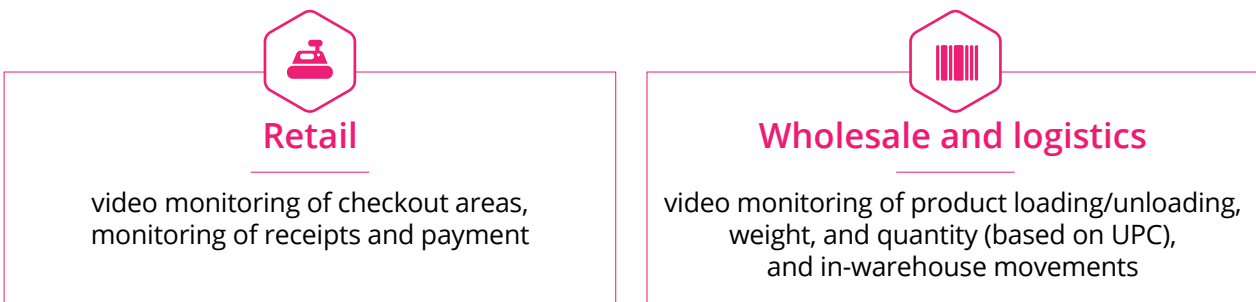 Retail
video monitoring of checkout areas,
monitoring of receipts and payment
Wholesale and logistics
video monitoring of product loading/unloading,
weight, and quantity (based on UPC),
and in-warehouse movements